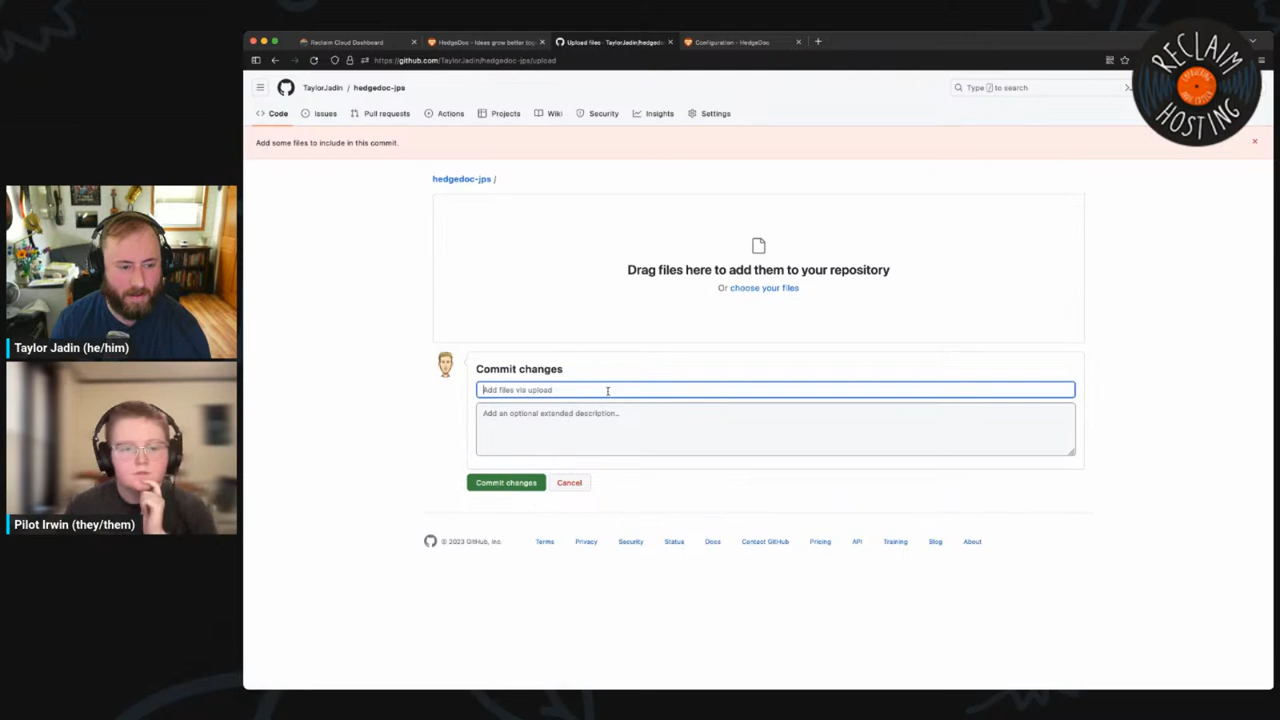 Reclaim Cloud Dashboard
HedgeDoc - Ideas grow better tog
Upload files · TaylorJadin/hedged
Configuration - HedgeDoc
https://github.com/TaylorJadin/hedgedoc-jps/upload
RECLAIM
HOSTING
TaylorJadin / hedgedoc-jps
Type / to search
Code
Issues
Pull requests
Actions
Projects
Wiki
Security
Insights
Settings
Add some files to include in this commit.
hedgedoc-jps /
Drag files here to add them to your repository
Or choose your files
Commit changes
Add files via upload
Add an optional extended description...
Commit changes
Cancel
© 2023 GitHub, Inc.
Terms
Privacy
Security
Status
Docs
Contact GitHub
Pricing
API
Training
Blog
About
Taylor Jadin (he/him)
Pilot Irwin (they/them)